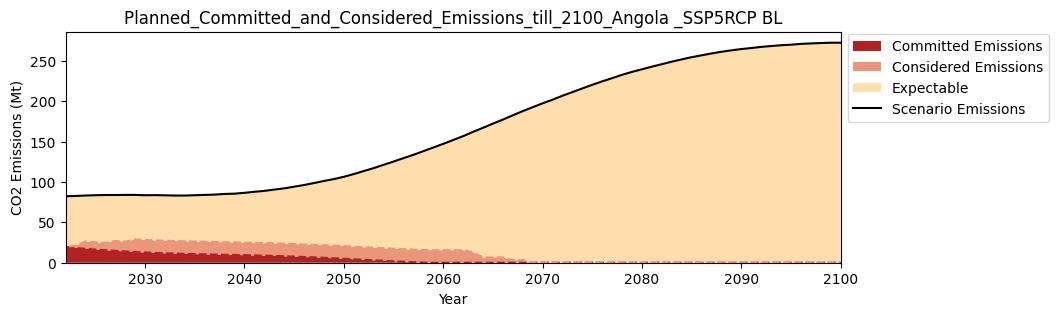 Planned_Committed_and_Considered_Emissions_till_2100_Angola _SSP5RCP BL
CO2 Emissions (Mt)
250
200
150
100
50
0
2030
2040
2050
2060
2070
2080
2090
2100
Year
Committed Emissions
Considered Emissions
Expectable
Scenario Emissions